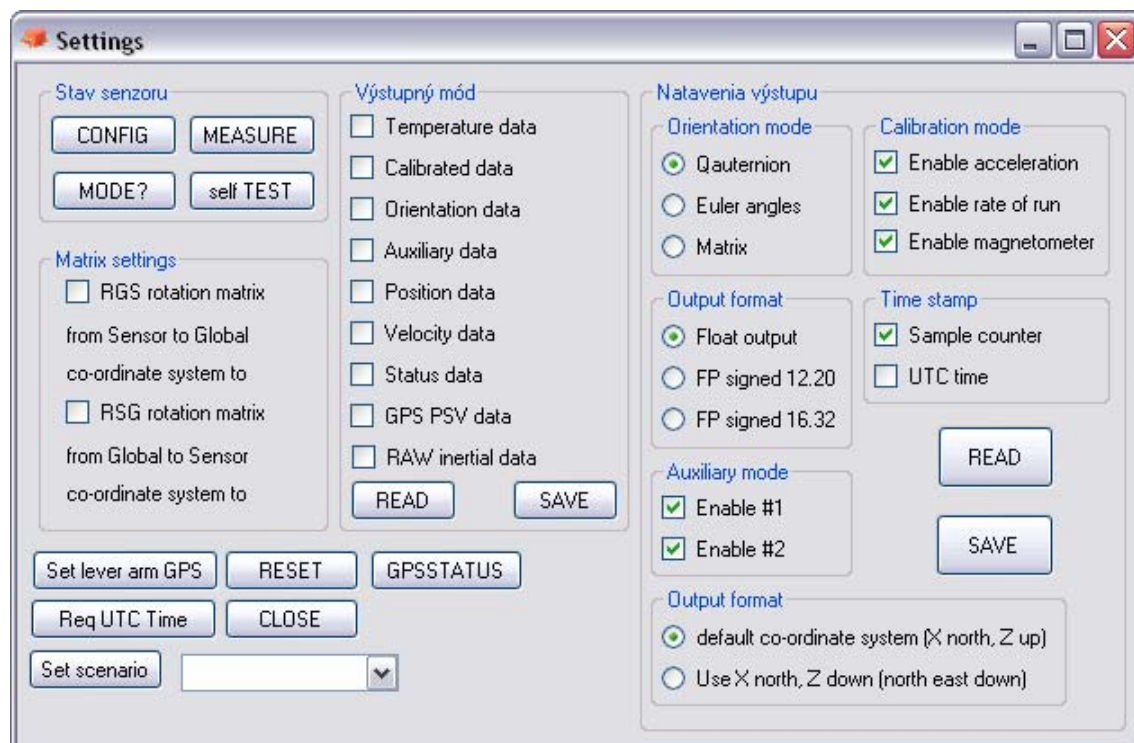 Settings
Stav senzoru
CONFIG
MEASURE
MODE?
self TEST
Matrix settings
RGS rotation matrix
from Sensor to Global
co-ordinate system to
RSG rotation matrix
from Global to Sensor
co-ordinate system to
Výstupný mód
Temperature data
Calibrated data
Orientation data
Auxiliary data
Position data
Velocity data
Status data
GPS PSV data
RAW inertial data
READ
SAVE
Natavenia výstupu
Orientation mode
Qauternion
Euler angles
Matrix
Calibration mode
Enable acceleration
Enable rate of run
Enable magnetometer
Output format
Float output
FP signed 12.20
FP signed 16.32
Time stamp
Sample counter
UTC time
Auxiliary mode
Enable #1
Enable #2
READ
SAVE
Output format
default co-ordinate system (X north, Z up)
Use X north, Z down (north east down)
Set lever arm GPS
RESET
GPSSTATUS
Req UTC Time
CLOSE
Set scenario